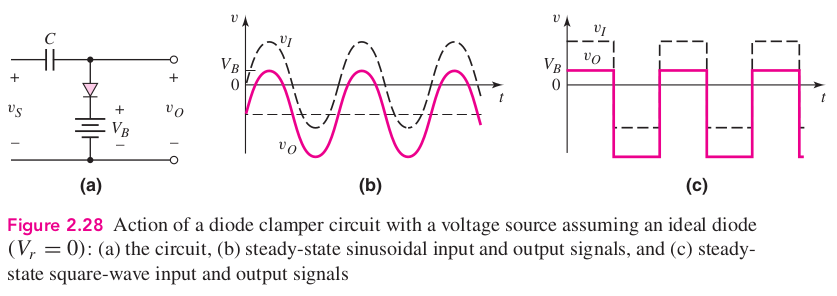 C
+
v_S
−
+
V_B
−
+
v_O
−
(a)
v
v_I
V_B
0
t
v_O
(b)
v
v_I
V_B
v_O
0
t
(c)
Figure 2.28 Action of a diode clamper circuit with a voltage source assuming an ideal diode
(V_r = 0): (a) the circuit, (b) steady-state sinusoidal input and output signals, and (c) steady-
state square-wave input and output signals